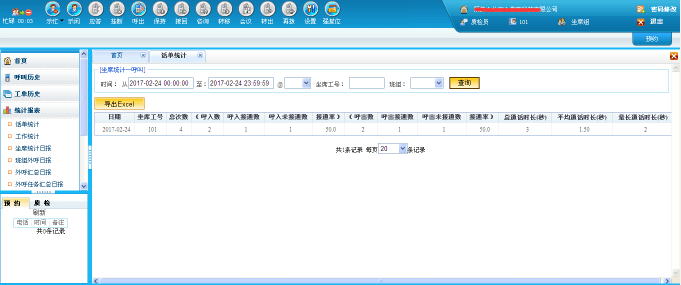 忙碌 00:03
示忙 示闲 应答 挂断 呼出 保持 接回 咨询 转移 会议 转出 再拨 设置 强制签
公司
密码修改
质检员 101 坐席组
退出
预约
首页
呼叫历史
工单历史
统计报表
话单统计
工作统计
坐席统计日报
班组外呼日报
外呼汇总日报
外呼任务汇总日报
预 约 质 检
刷新
电话 时间 备注
共0条记录
首页 话单统计
[坐席统计--呼叫]
时间: 从 2017-02-24 00:00:00 至: 2017-02-24 23:59:59 @ 坐席工号: 班组: 查询
导出Excel
日期 坐席工号 总次数 (呼入数 呼入接通数 呼入未接通数 接通率) (呼出数 呼出接通数 呼出未接通数 接通率) 总通话时长(秒) 平均通话时长(秒) 最长通话时长(秒)
2017-02-24 101 4 2 1 1 50.0 2 1 1 50.0 3 1.50 2
共1条记录 每页 20 条记录